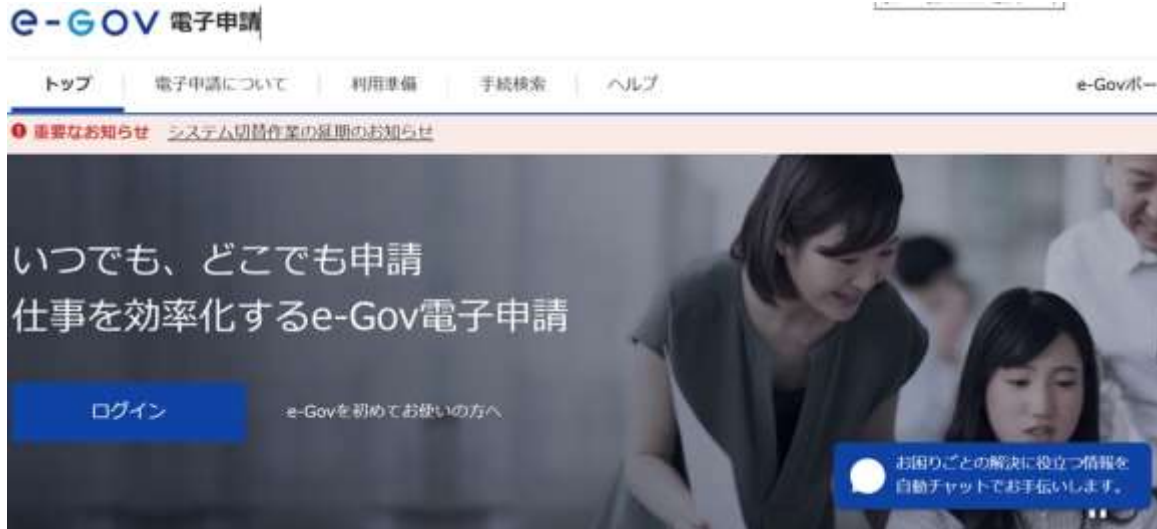 e-GOV 電子申請
トップ 電子申請について 利用準備 手続検索 ヘルプ e-Govポー
重要なお知らせ システム切替作業の延期のお知らせ
いつでも、どこでも申請
仕事を効率化するe-Gov電子申請
ログイン e-Govを初めてお使いの方へ
お困りごとの解決に役立つ情報を
自動チャットでお手伝いします。